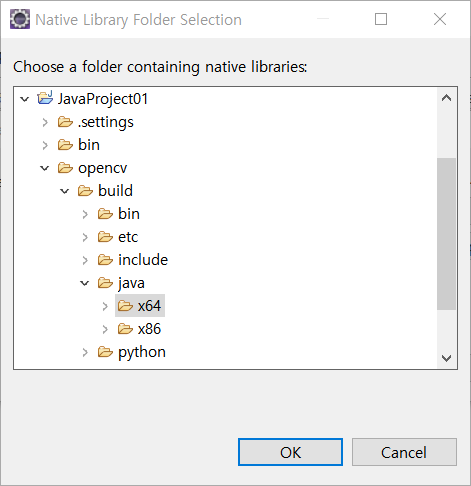 Native Library Folder Selection
Choose a folder containing native libraries:
JavaProject01
.settings
bin
opencv
build
bin
etc
include
java
x64
x86
python
OK
Cancel